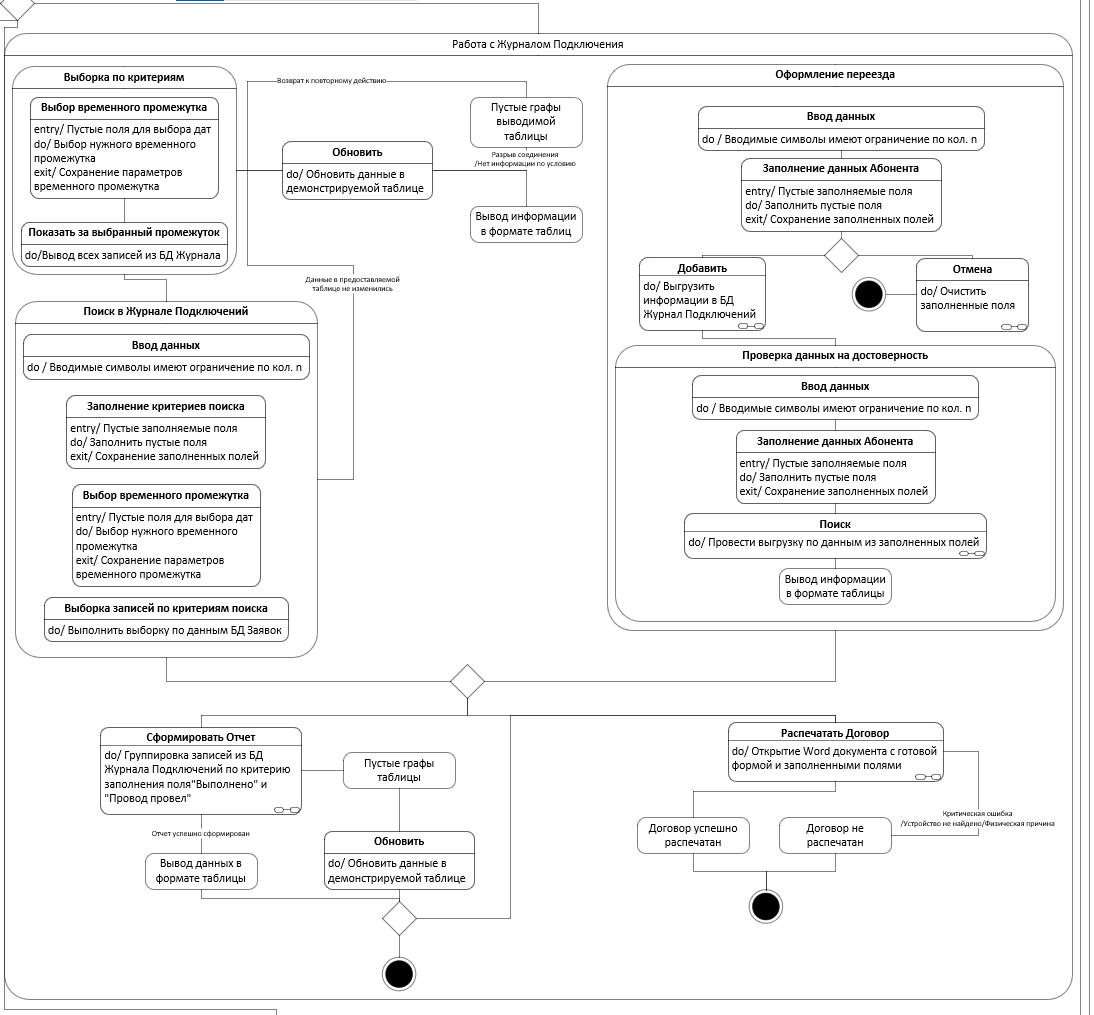 Работа с Журналом Подключения
Выборка по критериям
Выбор временного промежутка
entry/ Пустые поля для выбора дат
do/ Выбор нужного временного
промежутка
exit/ Сохранение параметров
временного промежутка
Показать за выбранный промежуток
do/Вывод всех записей из БД Журнала
Возврат к повторному действию
Обновить
do/ Обновить данные в
демонстрируемой таблице
Пустые графы
выводимой
таблицы
Разрыв соединения
/Нет информации по условию
Вывод информации
в формате таблиц
Данные в предоставляемой
таблице не изменились
Поиск в Журнале Подключений
Ввод данных
do / Вводимые символы имеют ограничение по кол. n
Заполнение критериев поиска
entry/ Пустые заполняемые поля
do/ Заполнить пустые поля
exit/ Сохранение заполненных полей
Выбор временного промежутка
entry/ Пустые поля для выбора дат
do/ Выбор нужного временного
промежутка
exit/ Сохранение параметров
временного промежутка
Выборка записей по критериям поиска
do/ Выполнить выборку по данным БД Заявок
Оформление переезда
Ввод данных
do / Вводимые символы имеют ограничение по кол. n
Заполнение данных Абонента
entry/ Пустые заполняемые поля
do/ Заполнить пустые поля
exit/ Сохранение заполненных полей
Добавить
do/ Выгрузить
информации в БД
Журнал Подключений
Отмена
do/ Очистить
заполненные поля
Проверка данных на достоверность
Ввод данных
do / Вводимые символы имеют ограничение по кол. n
Заполнение данных Абонента
entry/ Пустые заполняемые поля
do/ Заполнить пустые поля
exit/ Сохранение заполненных полей
Поиск
do/ Провести выгрузку по данным из заполненных полей
Вывод информации
в формате таблицы
Сформировать Отчет
do/ Группировка записей из БД
Журнала Подключений по критерию
заполнения поля"Выполнено" и
"Провод провел"
Пустые графы
таблицы
Отчет успешно сформирован
Вывод данных в
формате таблицы
Обновить
do/ Обновить данные в
демонстрируемой таблице
Распечатать Договор
do/ Открытие Word документа с готовой
формой и заполненными полями
Критическая ошибка
/Устройство не найдено/Физическая причина
Договор успешно
распечатан
Договор не
распечатан